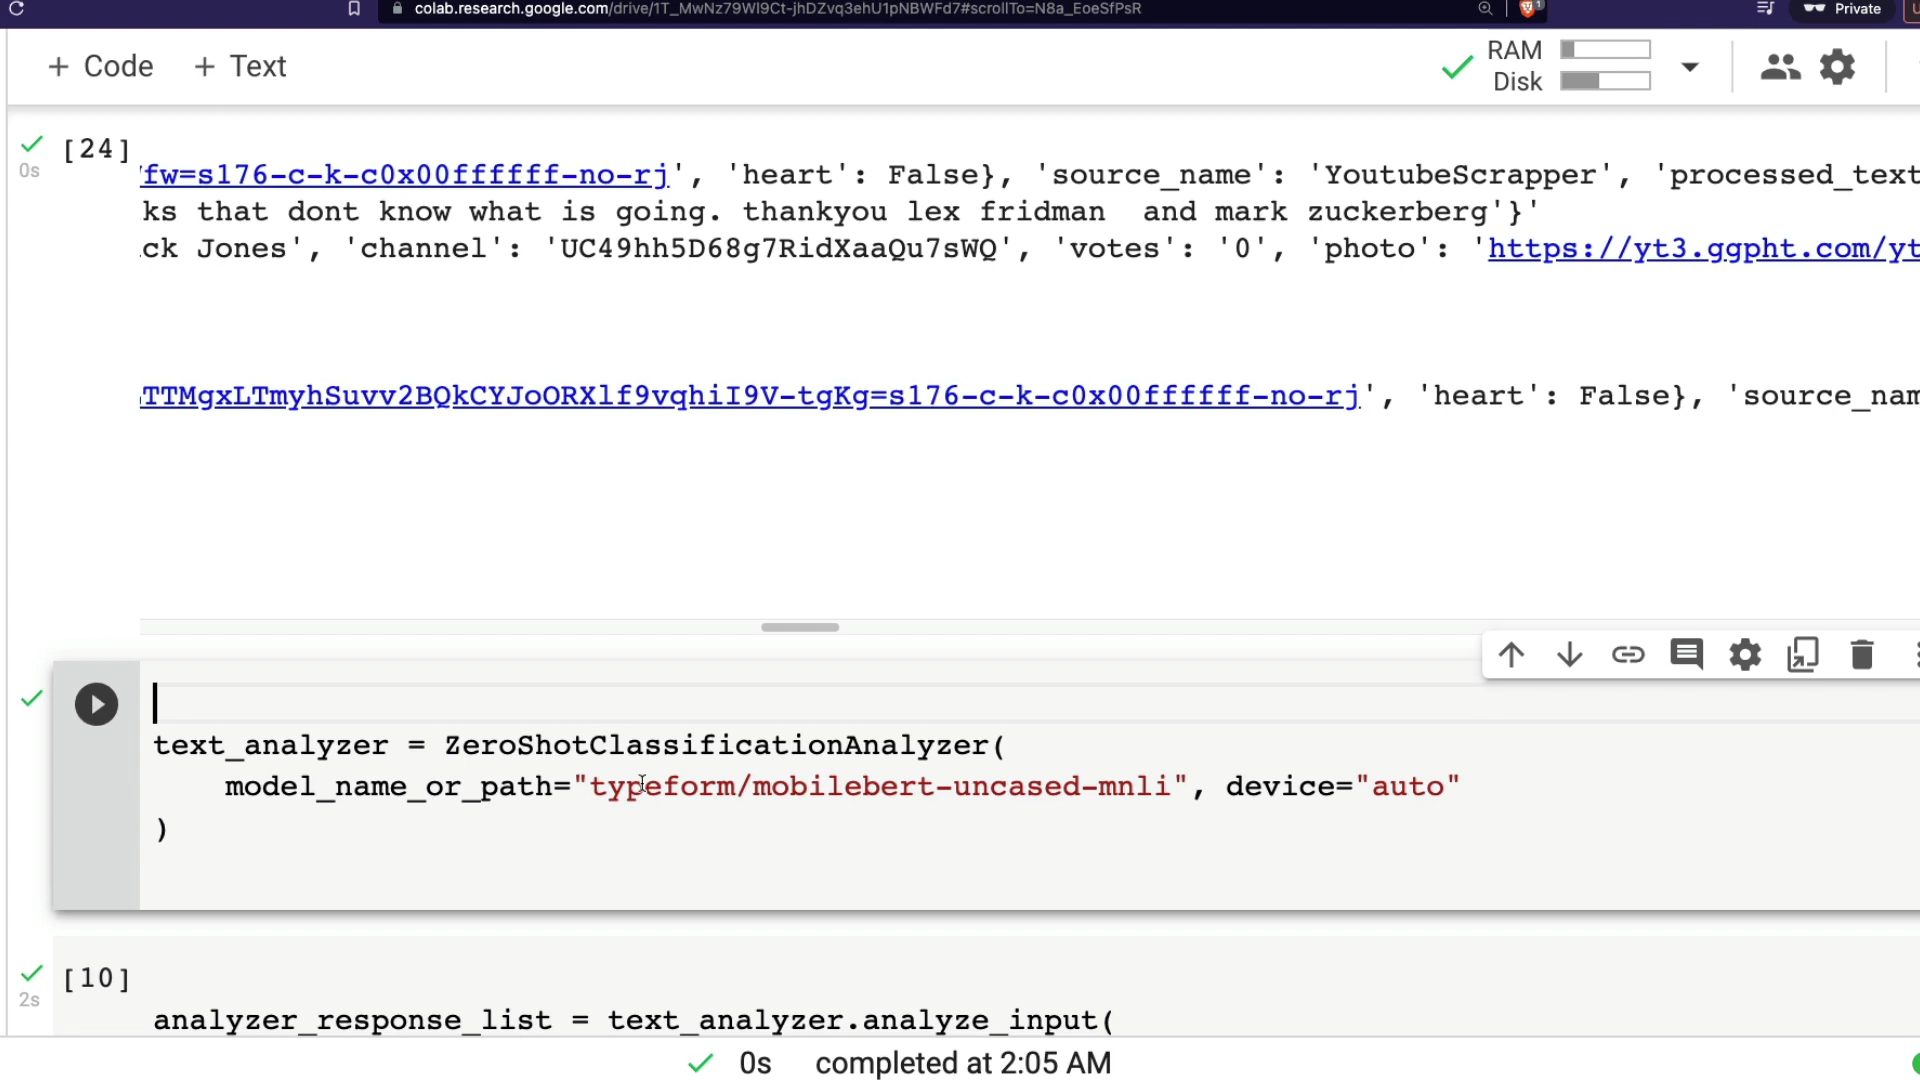 colab.research.google.com/drive/1T_MwNz79WI9Ct-jhDZvq3ehU1pNBWFd7#scrollTo=N8a_EoeSfPsR
1
Private
+ Code + Text
RAM
Disk
[24]
0s
fw=s176-c-k-c0x00ffffff-no-rj', 'heart': False}, 'source_name': 'YoutubeScrapper', 'processed_text
ks that dont know what is going. thankyou lex fridman  and mark zuckerberg'}'
ck Jones', 'channel': 'UC49hh5D68g7RidXaaQu7sWQ', 'votes': '0', 'photo': 'https://yt3.ggpht.com/yt
TTMgxLTmyhSuvv2BQkCYJoORXlf9vqhiI9V-tgKg=s176-c-k-c0x00ffffff-no-rj', 'heart': False}, 'source_nam
text_analyzer = ZeroShotClassificationAnalyzer(
model_name_or_path="typeform/mobilebert-uncased-mnli", device="auto"
)
[10]
2s
analyzer_response_list = text_analyzer.analyze_input(
0s completed at 2:05 AM